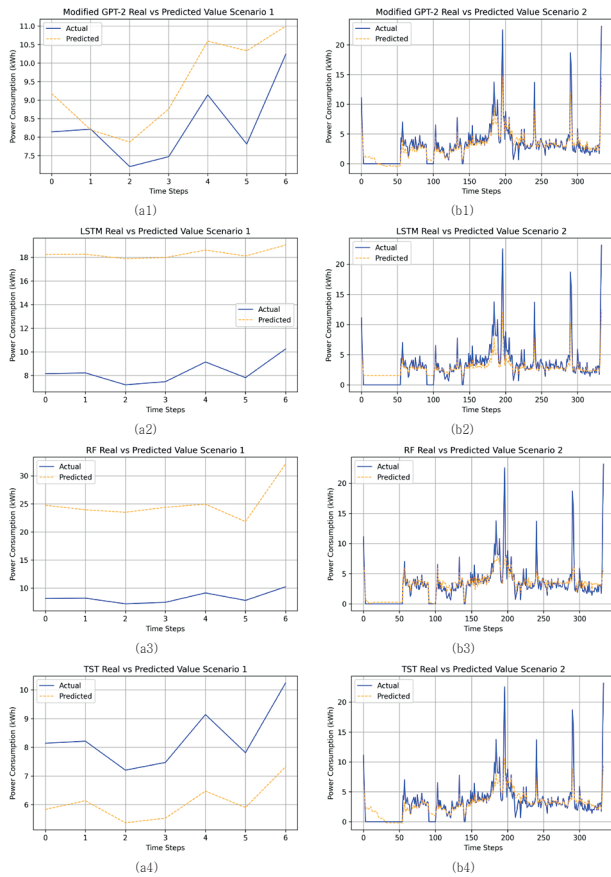 Modified GPT-2 Real vs Predicted Value Scenario 1
Actual
Predicted
Power Consumption (kWh)
11.0
10.5
10.0
9.5
9.0
8.5
8.0
7.5
0 1 2 3 4 5 6
Time Steps
(a1)
Modified GPT-2 Real vs Predicted Value Scenario 2
Actual
Predicted
Power Consumption (kWh)
20
15
10
5
0
0 50 100 150 200 250 300
Time Steps
(b1)
LSTM Real vs Predicted Value Scenario 1
Actual
Predicted
Power Consumption (kWh)
18
16
14
12
10
8
0 1 2 3 4 5 6
Time Steps
(a2)
LSTM Real vs Predicted Value Scenario 2
Actual
Predicted
Power Consumption (kWh)
20
15
10
5
0
0 50 100 150 200 250 300
Time Steps
(b2)
RF Real vs Predicted Value Scenario 1
Actual
Predicted
Power Consumption (kWh)
30
25
20
15
10
0 1 2 3 4 5 6
Time Steps
(a3)
RF Real vs Predicted Value Scenario 2
Actual
Predicted
Power Consumption (kWh)
20
15
10
5
0
0 50 100 150 200 250 300
Time Steps
(b3)
TST Real vs Predicted Value Scenario 1
Actual
Predicted
Power Consumption (kWh)
10
9
8
7
6
0 1 2 3 4 5 6
Time Steps
(a4)
TST Real vs Predicted Value Scenario 2
Actual
Predicted
Power Consumption (kWh)
20
15
10
5
0
0 50 100 150 200 250 300
Time Steps
(b4)